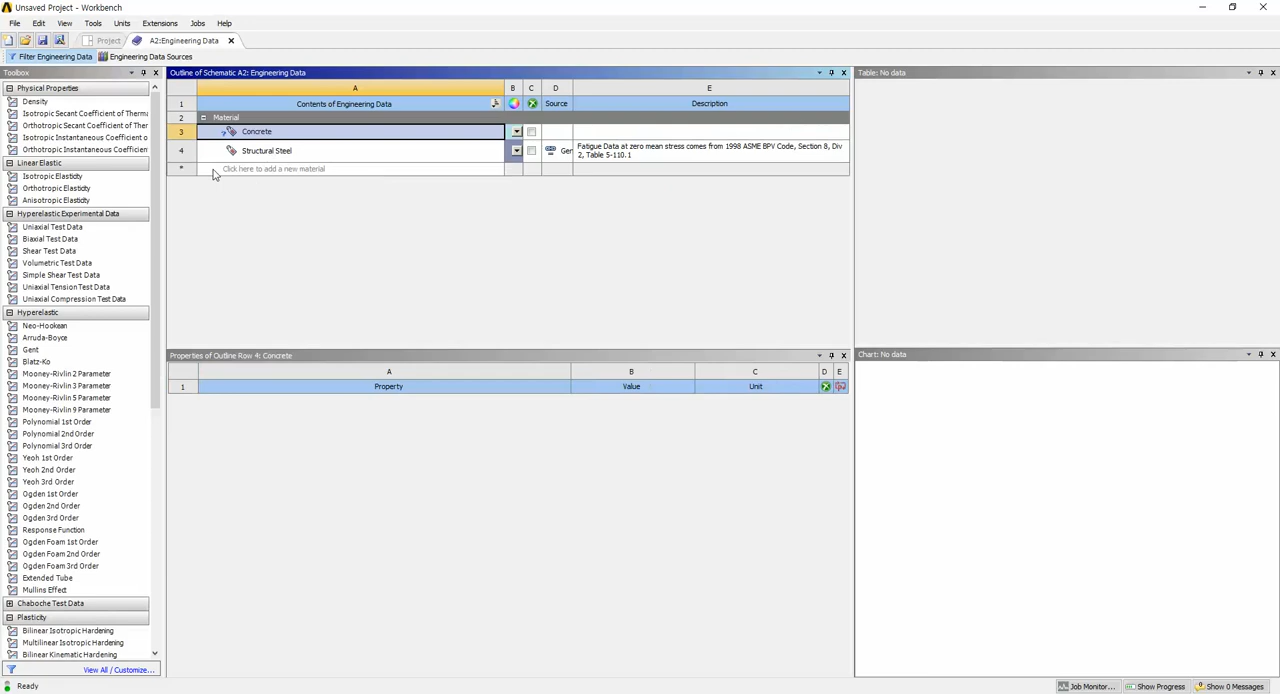 Unsaved Project - Workbench
File Edit View Tools Units Extensions Jobs Help
Project A2:Engineering Data
Filter Engineering Data Engineering Data Sources
Toolbox
Physical Properties
Density
Isotropic Secant Coefficient of Therma
Orthotropic Secant Coefficient of Ther
Isotropic Instantaneous Coefficient o
Orthotropic Instantaneous Coefficien
Linear Elastic
Isotropic Elasticity
Orthotropic Elasticity
Anisotropic Elasticity
Hyperelastic Experimental Data
Uniaxial Test Data
Biaxial Test Data
Shear Test Data
Volumetric Test Data
Simple Shear Test Data
Uniaxial Tension Test Data
Uniaxial Compression Test Data
Hyperelastic
Neo-Hookean
Arruda-Boyce
Gent
Blatz-Ko
Mooney-Rivlin 2 Parameter
Mooney-Rivlin 3 Parameter
Mooney-Rivlin 5 Parameter
Mooney-Rivlin 9 Parameter
Polynomial 1st Order
Polynomial 2nd Order
Polynomial 3rd Order
Yeoh 1st Order
Yeoh 2nd Order
Yeoh 3rd Order
Ogden 1st Order
Ogden 2nd Order
Ogden 3rd Order
Response Function
Ogden Foam 1st Order
Ogden Foam 2nd Order
Ogden Foam 3rd Order
Extended Tube
Mullins Effect
Chaboche Test Data
Plasticity
Bilinear Isotropic Hardening
Multilinear Isotropic Hardening
Bilinear Kinematic Hardening
View All / Customize...
Outline of Schematic A2: Engineering Data
A B C D E
1 Contents of Engineering Data Source Description
2 Material
3 ? Concrete
4 Structural Steel Gen Fatigue Data at zero mean stress comes from 1998 ASME BPV Code, Section 8, Div
2, Table 5-110.1
* Click here to add a new material
Properties of Outline Row 4: Concrete
A B C D E
1 Property Value Unit
Table: No data
Chart: No data
Ready
Job Monitor... Show Progress Show 0 Messages